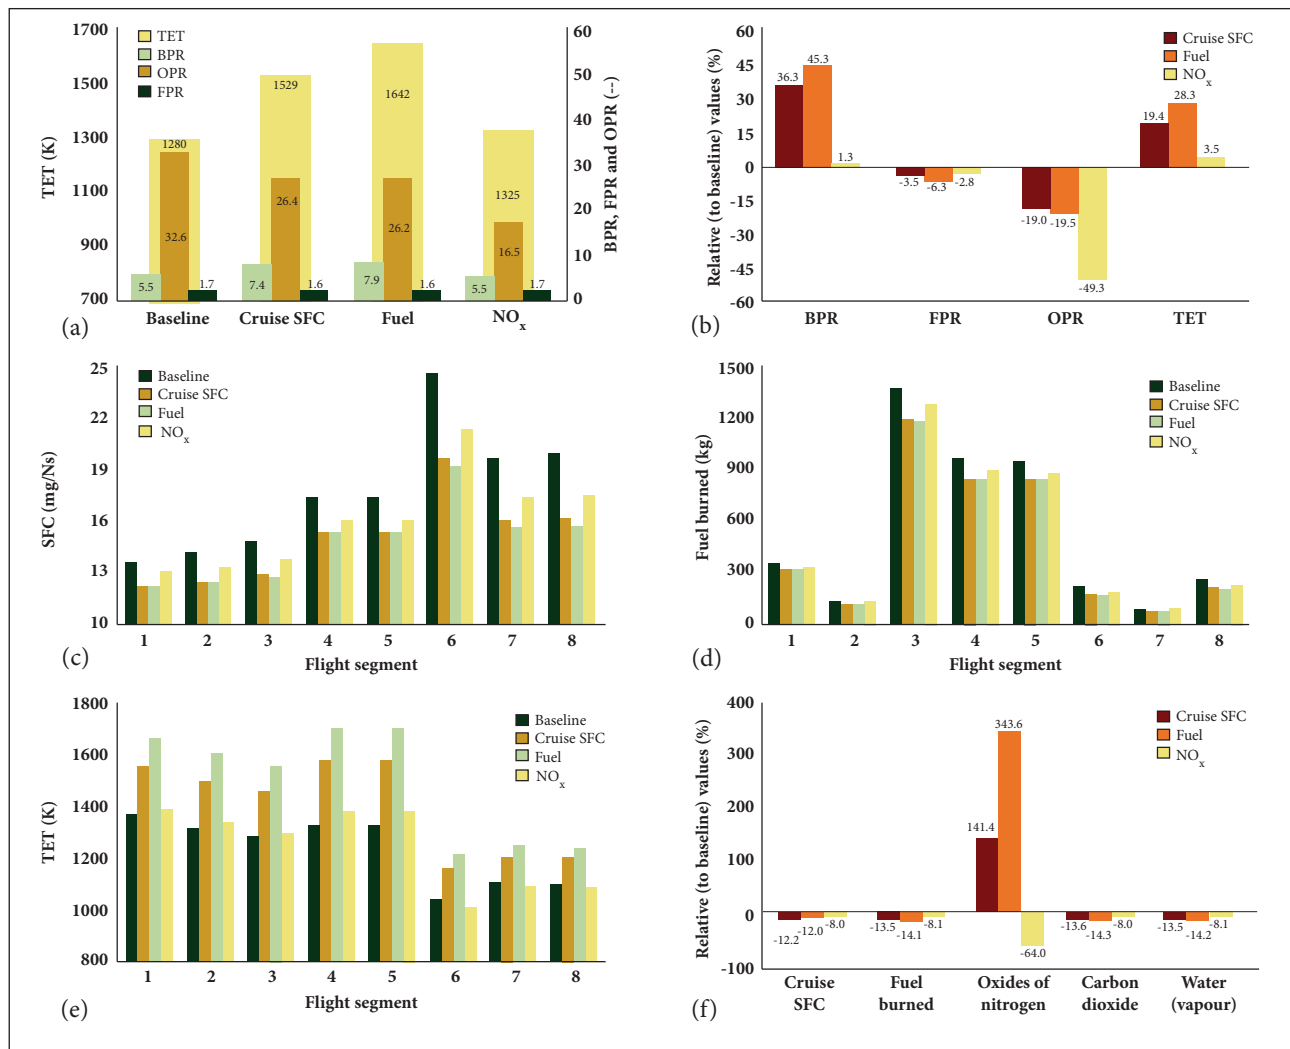 1700
1500
1300
1100
900
700
TET (K)
TET
BPR
OPR
FPR
60
50
40
30
20
10
0
BPR, FPR and OPR (--)
1280
32.6
5.5
1.7
1529
26.4
7.4
1.6
1642
26.2
7.9
1.6
1325
16.5
5.5
1.7
Baseline
Cruise SFC
Fuel
NOx
(a)
60
45
30
15
0
-15
-30
-45
-60
Relative (to baseline) values (%)
Cruise SFC
Fuel
NOx
36.3
45.3
1.3
-3.5
-6.3
-2.8
-19.0
-19.5
-49.3
19.4
28.3
3.5
BPR
FPR
OPR
TET
(b)
25
22
19
16
13
10
SFC (mg/Ns)
Baseline
Cruise SFC
Fuel
NOx
1 2 3 4 5 6 7 8
Flight segment
(c)
1500
1200
900
600
300
0
Fuel burned (kg)
Baseline
Cruise SFC
Fuel
NOx
1 2 3 4 5 6 7 8
Flight segment
(d)
1800
1600
1400
1200
1000
800
TET (K)
Baseline
Cruise SFC
Fuel
NOx
1 2 3 4 5 6 7 8
Flight segment
(e)
400
300
200
100
0
-100
Relative (to baseline) values (%)
Cruise SFC
Fuel
NOx
-12.2
-12.0
-8.0
-13.5
-14.1
-8.1
141.4
343.6
-64.0
-13.6
-14.3
-8.0
-13.5
-14.2
-8.1
Cruise
SFC
Fuel
burned
Oxides of
nitrogen
Carbon
dioxide
Water
(vapour)
(f)